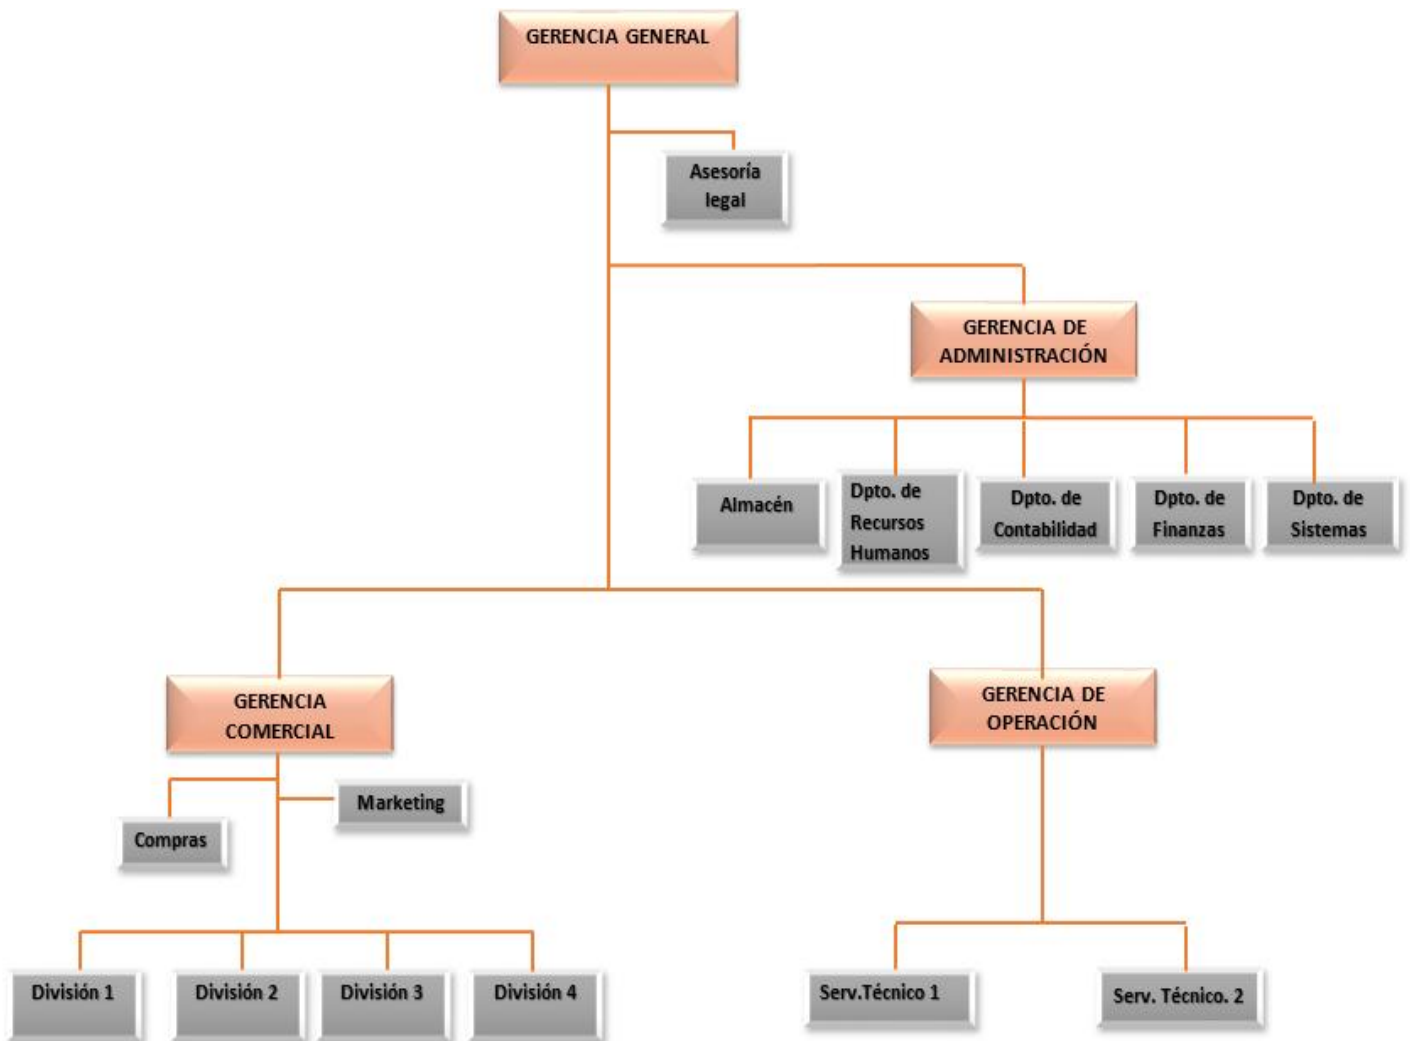 GERENCIA GENERAL
Asesoría
legal
GERENCIA DE
ADMINISTRACIÓN
Almacén
Dpto. de
Recursos
Humanos
Dpto. de
Contabilidad
Dpto. de
Finanzas
Dpto. de
Sistemas
GERENCIA
COMERCIAL
GERENCIA DE
OPERACIÓN
Compras
Marketing
División 1
División 2
División 3
División 4
Serv.Técnico 1
Serv. Técnico. 2